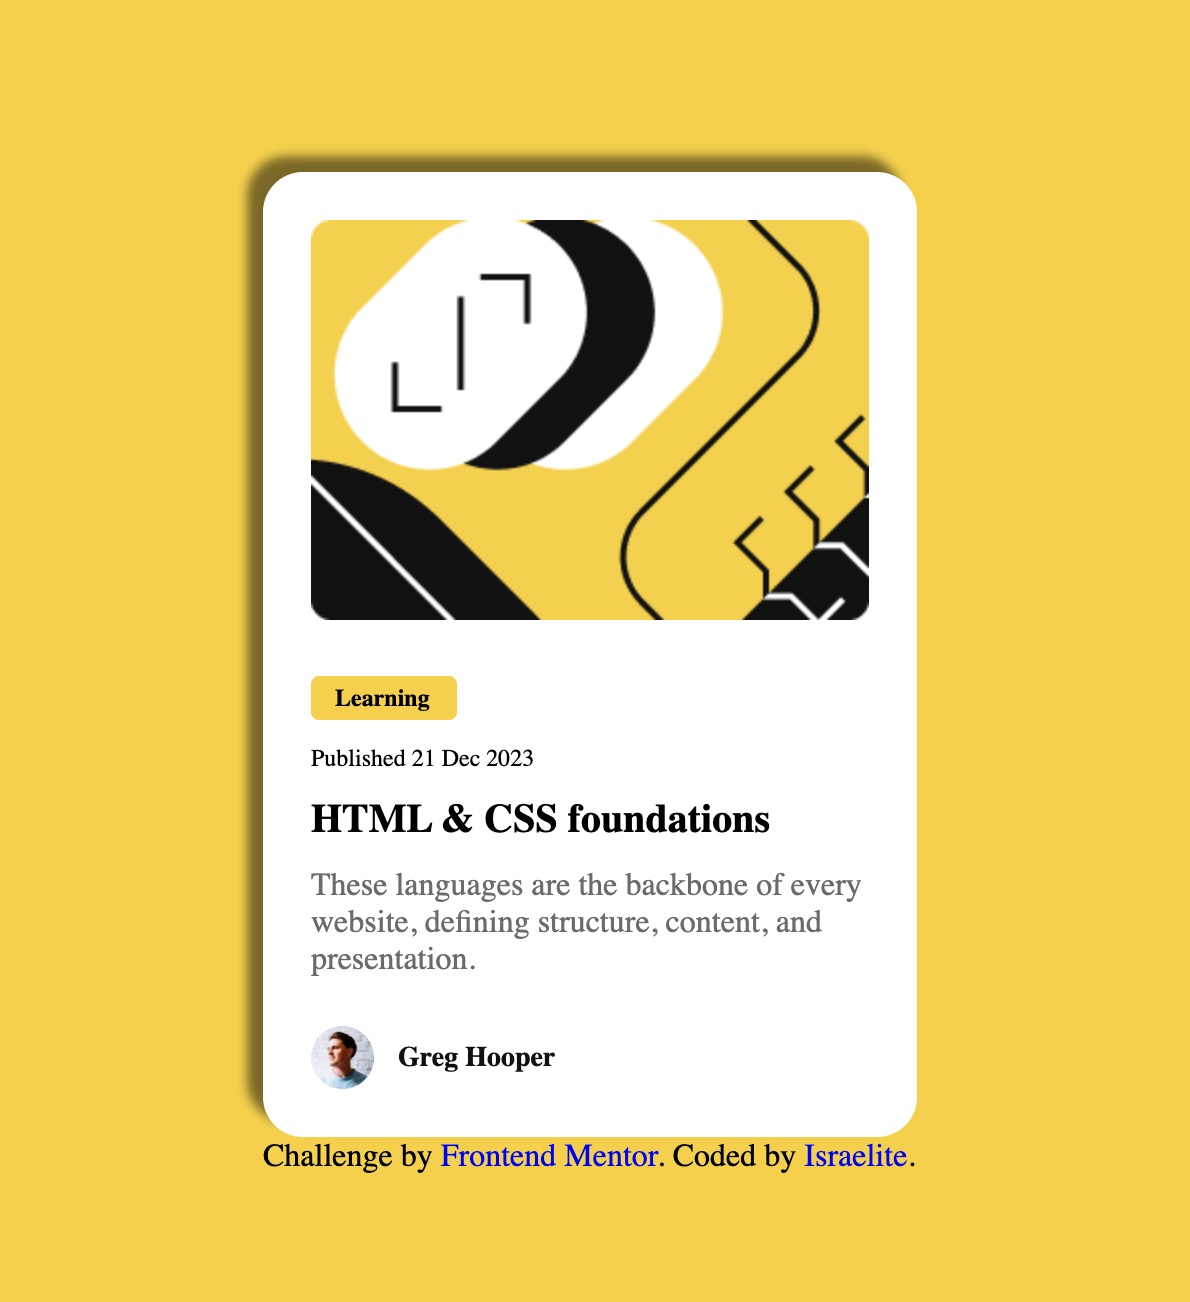 Learning
Published 21 Dec 2023
HTML & CSS foundations
These languages are the backbone of every
website, defining structure, content, and
presentation.
Greg Hooper
Challenge by Frontend Mentor. Coded by Israelite.